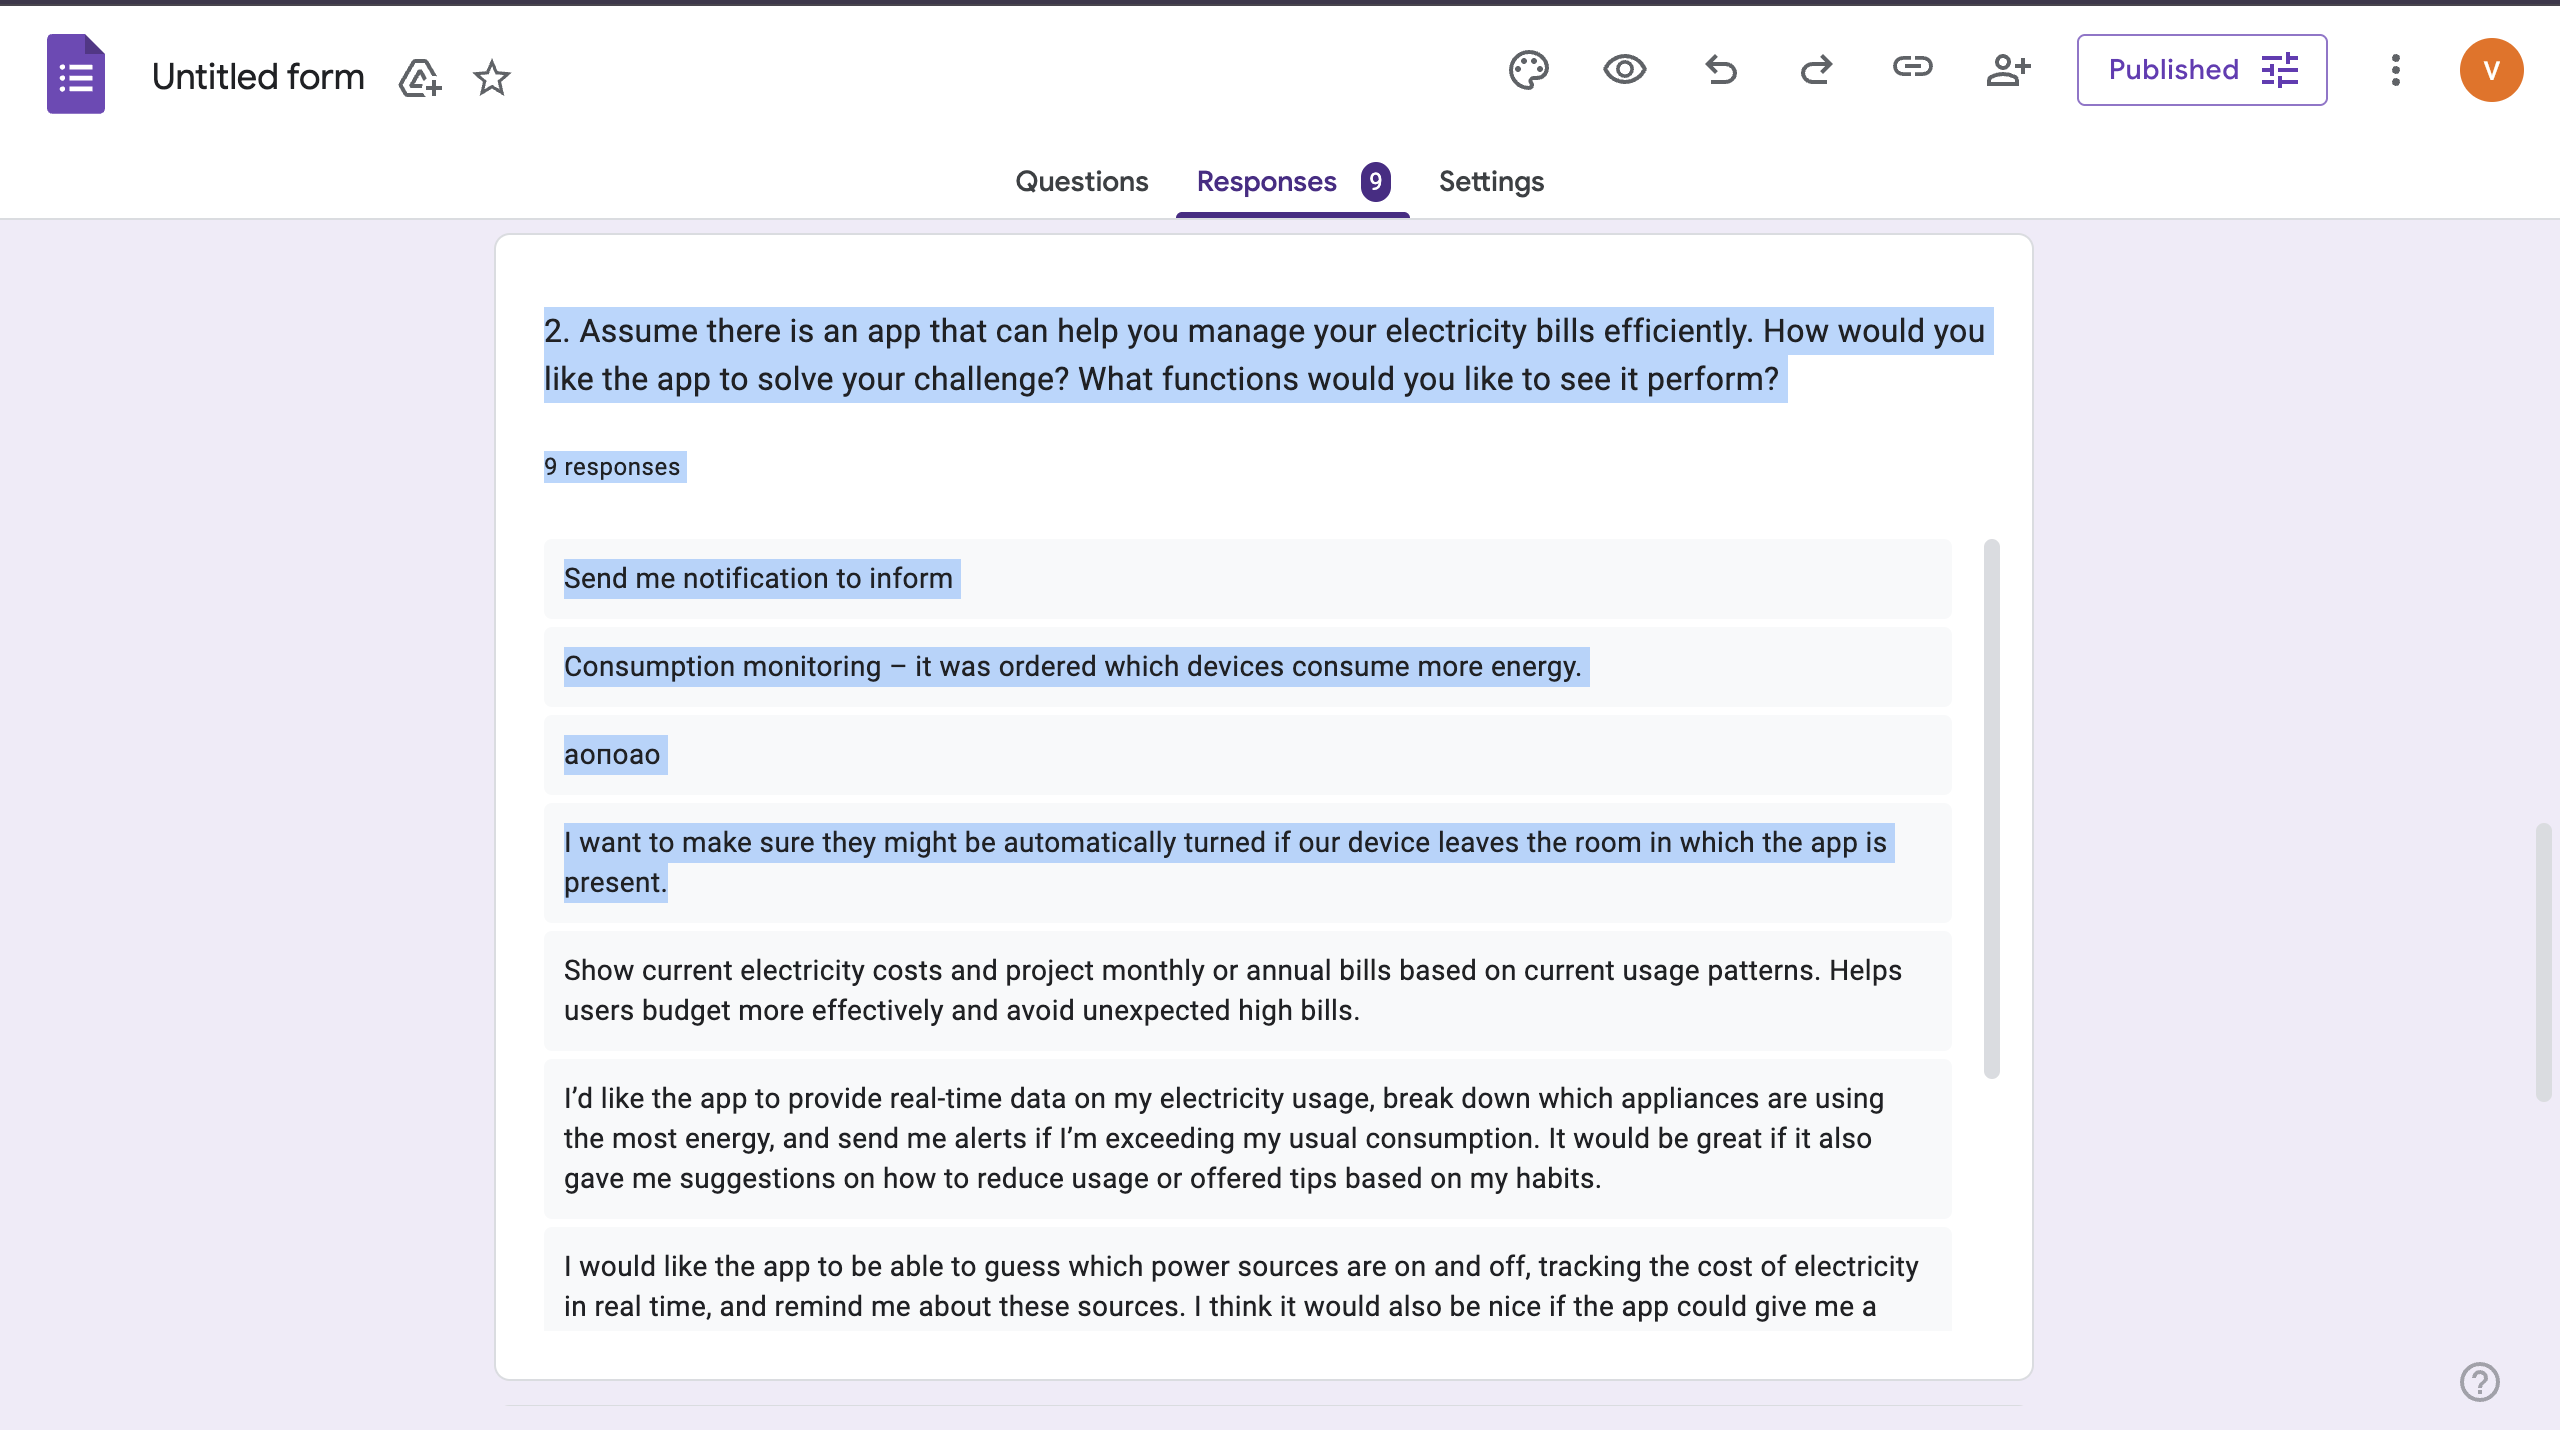 Untitled form
Published
V
Questions
Responses
9
Settings
2. Assume there is an app that can help you manage your electricity bills efficiently. How would you
like the app to solve your challenge? What functions would you like to see it perform?
9 responses
Send me notification to inform
Consumption monitoring – it was ordered which devices consume more energy.
аопоао
I want to make sure they might be automatically turned if our device leaves the room in which the app is
present.
Show current electricity costs and project monthly or annual bills based on current usage patterns. Helps
users budget more effectively and avoid unexpected high bills.
I’d like the app to provide real-time data on my electricity usage, break down which appliances are using
the most energy, and send me alerts if I’m exceeding my usual consumption. It would be great if it also
gave me suggestions on how to reduce usage or offered tips based on my habits.
I would like the app to be able to guess which power sources are on and off, tracking the cost of electricity
in real time, and remind me about these sources. I think it would also be nice if the app could give me a